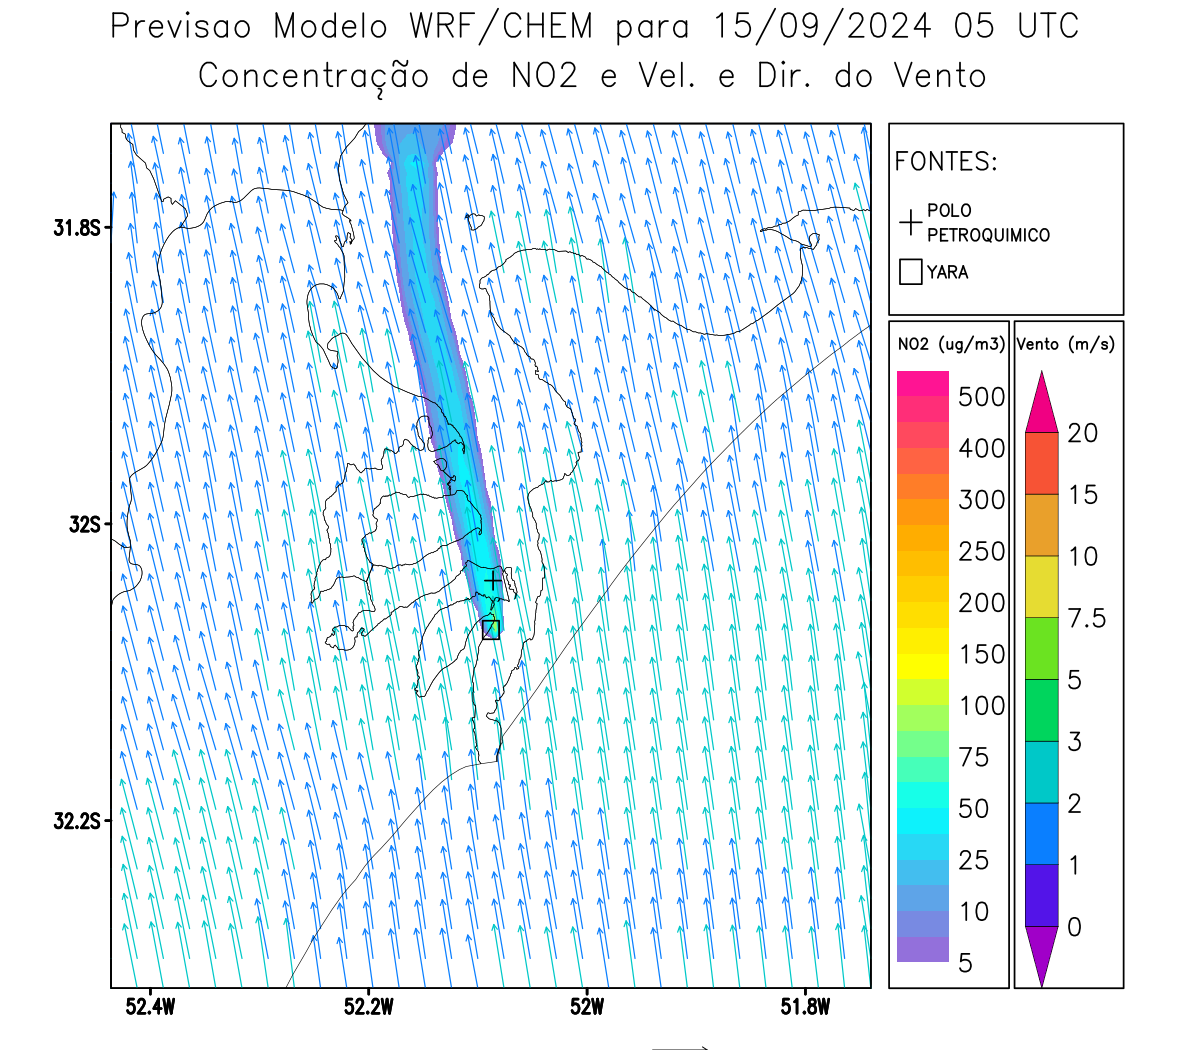 Previsao Modelo WRF/CHEM para 15/09/2024 05 UTC
Concentração de NO2 e Vel. e Dir. do Vento
FONTES:
POLO
PETROQUIMICO
YARA
31.8S
32S
32.2S
52.4W
52.2W
52W
51.8W
NO2 (ug/m3)
500
400
300
250
200
150
100
75
50
25
10
5
Vento (m/s)
20
15
10
7.5
5
3
2
1
0